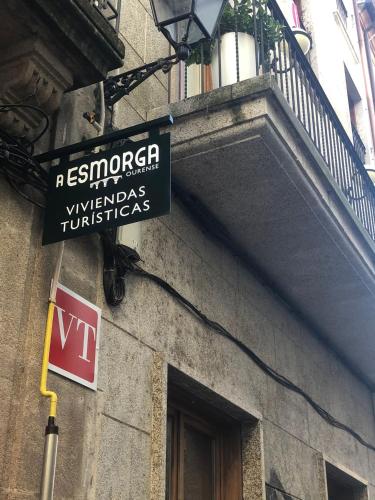 A ESMORGA
OURENSE
VIVIENDAS
TURÍSTICAS
VT